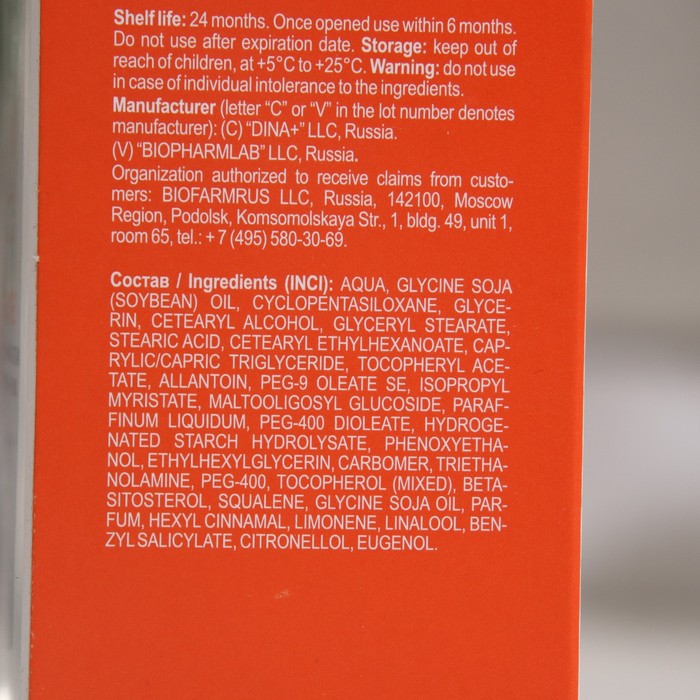 Shelf life: 24 months. Once opened use within 6 months.
Do not use after expiration date. Storage: keep out of
reach of children, at +5°C to +25°C. Warning: do not use
in case of individual intolerance to the ingredients.
Manufacturer (letter “C” or “V” in the lot number denotes
manufacturer): (C) “DINA+” LLC, Russia.
(V) “BIOPHARMLAB” LLC, Russia.
Organization authorized to receive claims from custo-
mers: BIOFARMRUS LLC, Russia, 142100, Moscow
Region, Podolsk, Komsomolskaya Str., 1, bldg. 49, unit 1,
room 65, tel.: +7 (495) 580-30-69.
Состав / Ingredients (INCI): AQUA, GLYCINE SOJA
(SOYBEAN) OIL, CYCLOPENTASILOXANE, GLYCE-
RIN, CETEARYL ALCOHOL, GLYCERYL STEARATE,
STEARIC ACID, CETEARYL ETHYLHEXANOATE, CAP-
RYLIC/CAPRIC TRIGLYCERIDE, TOCOPHERYL ACE-
TATE, ALLANTOIN, PEG-9 OLEATE SE, ISOPROPYL
MYRISTATE, MALTOOLIGOSYL GLUCOSIDE, PARAF-
FINUM LIQUIDUM, PEG-400 DIOLEATE, HYDROGE-
NATED STARCH HYDROLYSATE, PHENOXYETHA-
NOL, ETHYLHEXYLGLYCERIN, CARBOMER, TRIETHA-
NOLAMINE, PEG-400, TOCOPHEROL (MIXED), BETA-
SITOSTEROL, SQUALENE, GLYCINE SOJA OIL, PAR-
FUM, HEXYL CINNAMAL, LIMONENE, LINALOOL, BEN-
ZYL SALICYLATE, CITRONELLOL, EUGENOL.